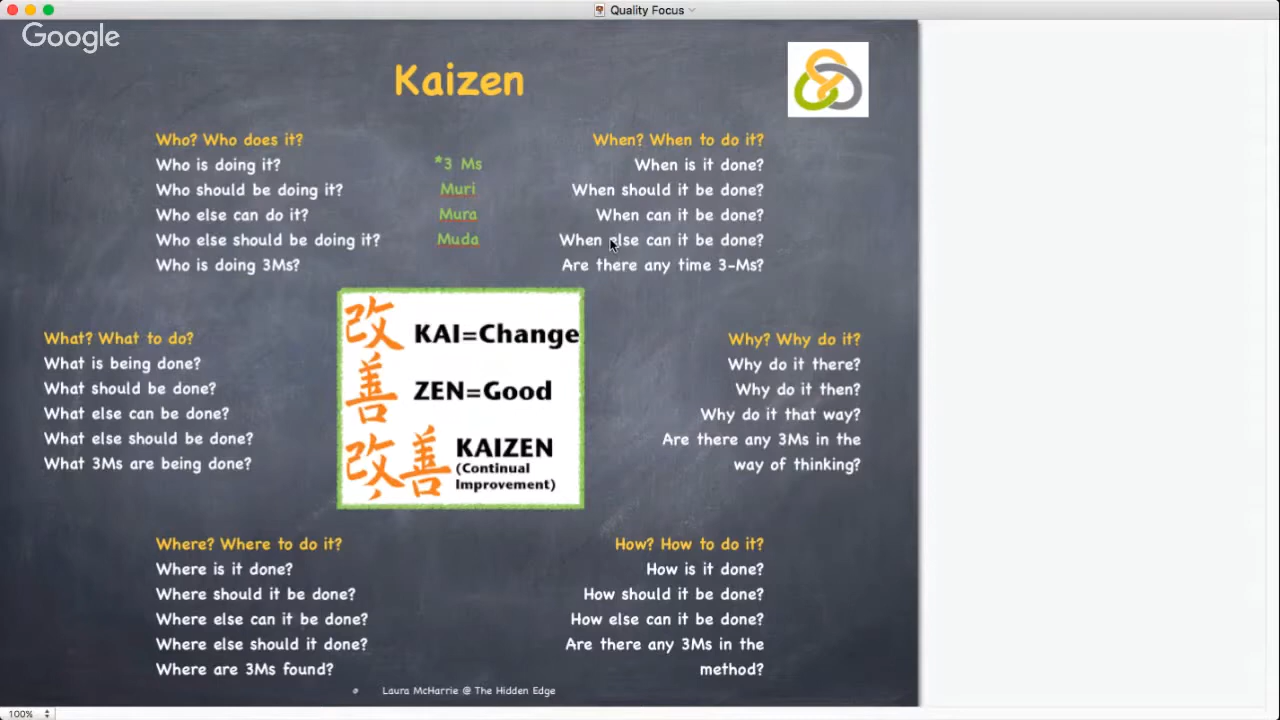 Quality Focus
Google
Kaizen
Who? Who does it?
Who is doing it?
Who should be doing it?
Who else can do it?
Who else should be doing it?
Who is doing 3Ms?
*3 Ms
Muri
Mura
Muda
When? When to do it?
When is it done?
When should it be done?
When can it be done?
When else can it be done?
Are there any time 3-Ms?
What? What to do?
What is being done?
What should be done?
What else can be done?
What else should be done?
What 3Ms are being done?
改 KAI=Change
善 ZEN=Good
改善 KAIZEN
(Continual
Improvement)
Why? Why do it?
Why do it there?
Why do it then?
Why do it that way?
Are there any 3Ms in the
way of thinking?
Where? Where to do it?
Where is it done?
Where should it be done?
Where else can it be done?
Where else should it done?
Where are 3Ms found?
How? How to do it?
How is it done?
How should it be done?
How else can it be done?
Are there any 3Ms in the
method?
Laura McHarrie @ The Hidden Edge
100%